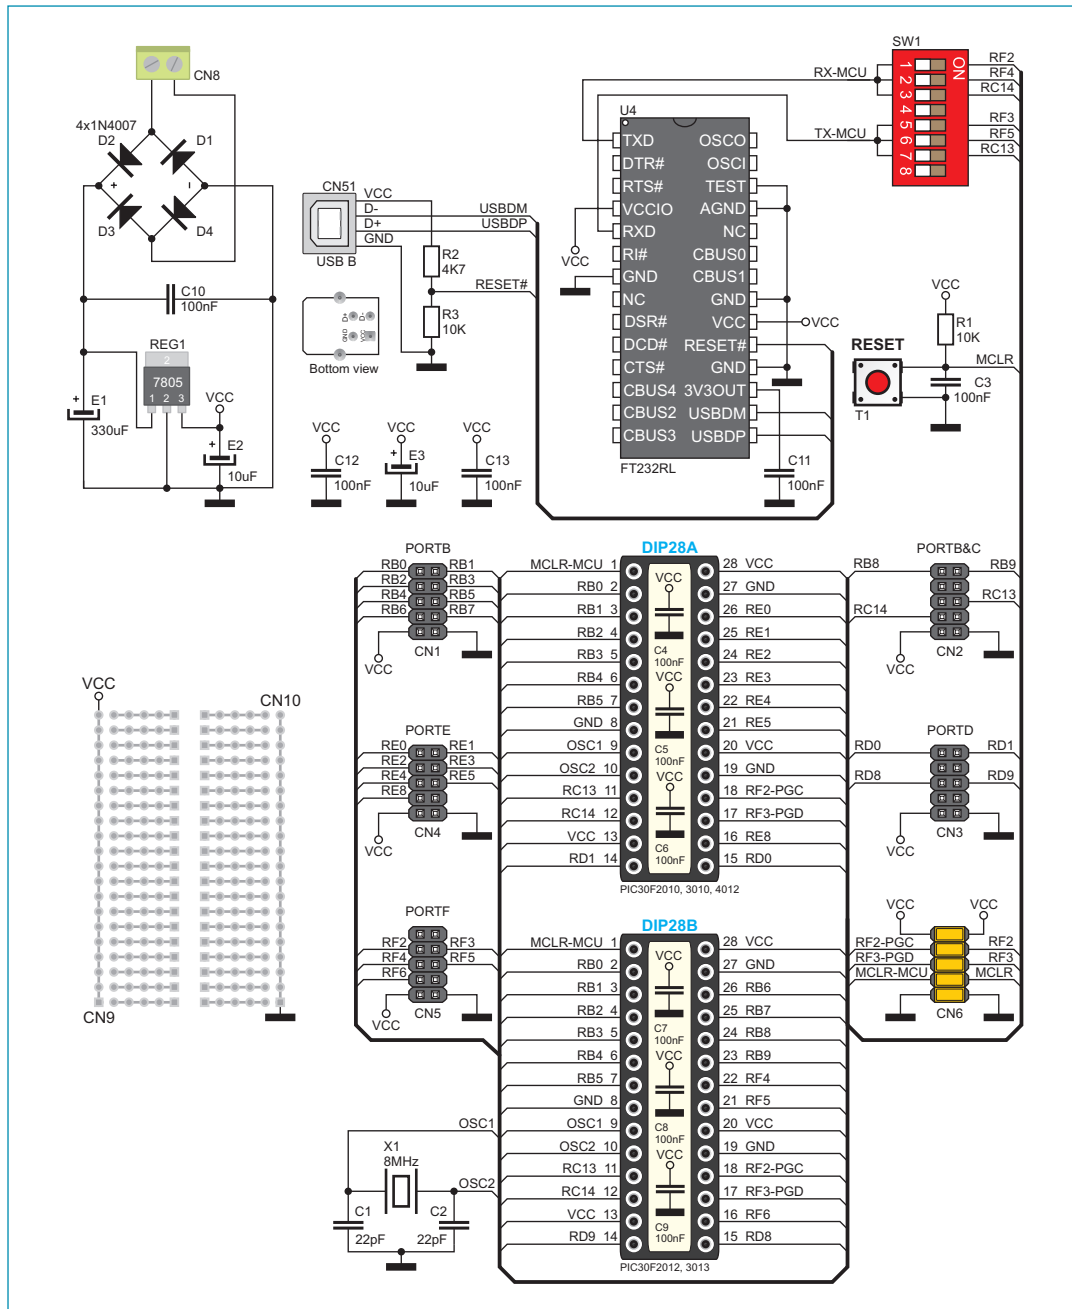 CN8
4x1N4007
D2
D1
+
-
D3
D4
C10
100nF
REG1
2
7805
1 2 3
VCC
+
E1
330uF
+
E2
10uF
CN51
VCC
D-
D+
GND
USB B
USBDM
USBDP
R2
4K7
RESET#
R3
10K
D+
D-
GND
VCC
Bottom view
VCC
C12
100nF
VCC
+
E3
10uF
VCC
C13
100nF
U4
TXD
DTR#
RTS#
VCCIO
RXD
RI#
GND
NC
DSR#
DCD#
CTS#
CBUS4
CBUS2
CBUS3
OSCO
OSCI
TEST
AGND
NC
CBUS0
CBUS1
GND
VCC
RESET#
GND
3V3OUT
USBDM
USBDP
FT232RL
VCC
VCC
C11
100nF
RX-MCU
TX-MCU
SW1
ON
1
2
3
4
5
6
7
8
RF2
RF4
RC14
RF3
RF5
RC13
VCC
R1
10K
RESET
MCLR
C3
100nF
T1
PORTB
RB0 RB1
RB2 RB3
RB4 RB5
RB6 RB7
VCC
CN1
PORTE
RE0 RE1
RE2 RE3
RE4 RE5
RE8
VCC
CN4
PORTF
RF2 RF3
RF4 RF5
RF6
VCC
CN5
VCC
CN10
CN9
DIP28A
MCLR-MCU 1
RB0 2
RB1 3
RB2 4
RB3 5
RB4 6
RB5 7
GND 8
OSC1 9
OSC2 10
RC13 11
RC14 12
VCC 13
RD1 14
VCC
C4
100nF
VCC
C5
100nF
VCC
C6
100nF
28 VCC
27 GND
26 RE0
25 RE1
24 RE2
23 RE3
22 RE4
21 RE5
20 VCC
19 GND
18 RF2-PGC
17 RF3-PGD
16 RE8
15 RD0
PIC30F2010, 3010, 4012
PORTB&C
RB8 RB9
RC13
RC14
VCC
CN2
PORTD
RD0 RD1
RD8 RD9
VCC
CN3
VCC VCC
RF2-PGC RF2
RF3-PGD RF3
MCLR-MCU MCLR
CN6
DIP28B
MCLR-MCU 1
RB0 2
RB1 3
RB2 4
RB3 5
RB4 6
RB5 7
GND 8
OSC1 9
OSC2 10
RC13 11
RC14 12
VCC 13
RD9 14
VCC
C7
100nF
VCC
C8
100nF
VCC
C9
100nF
28 VCC
27 GND
26 RB6
25 RB7
24 RB8
23 RB9
22 RF4
21 RF5
20 VCC
19 GND
18 RF2-PGC
17 RF3-PGD
16 RF6
15 RD8
PIC30F2012, 3013
OSC1
X1
8MHz
OSC2
C1
22pF
C2
22pF